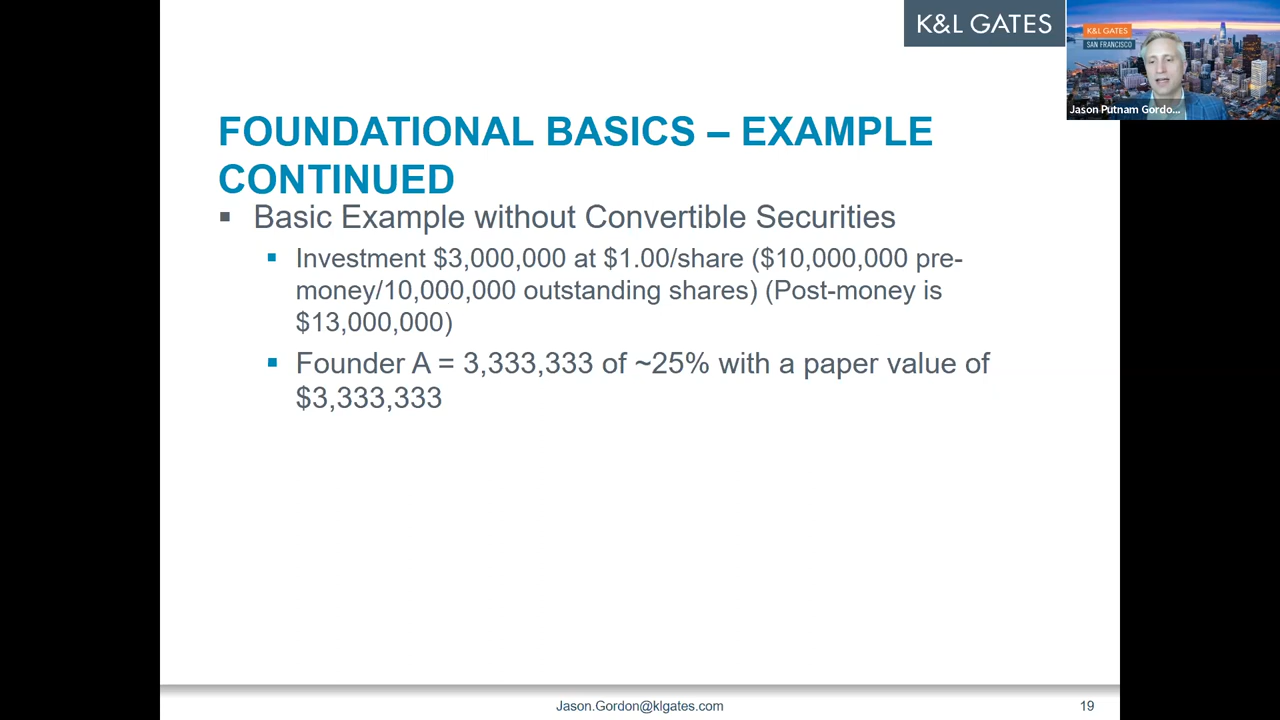 K&L GATES
K&L GATES
SAN FRANCISCO
Jason Putnam Gordo...
FOUNDATIONAL BASICS – EXAMPLE
CONTINUED
▪ Basic Example without Convertible Securities
▪ Investment $3,000,000 at $1.00/share ($10,000,000 pre-
money/10,000,000 outstanding shares) (Post-money is
$13,000,000)
▪ Founder A = 3,333,333 of ~25% with a paper value of
$3,333,333
Jason.Gordon@klgates.com
19